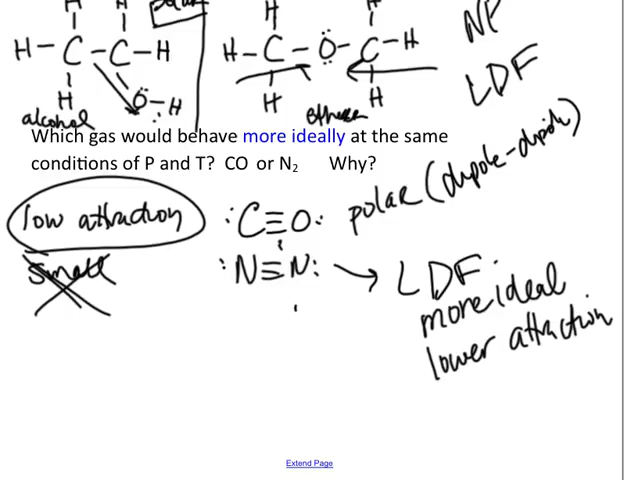 H H
H-C-C-H H-C-Ö-C-H NP
LDF
H Ö-H H H
alcohol
Which gas would behave more ideally at the same
conditions of P and T? CO or N₂ Why?
polar (dipole-dipole)
low attraction :C≡O:
small :N≡N: → LDF
more ideal
lower attraction
Extend Page